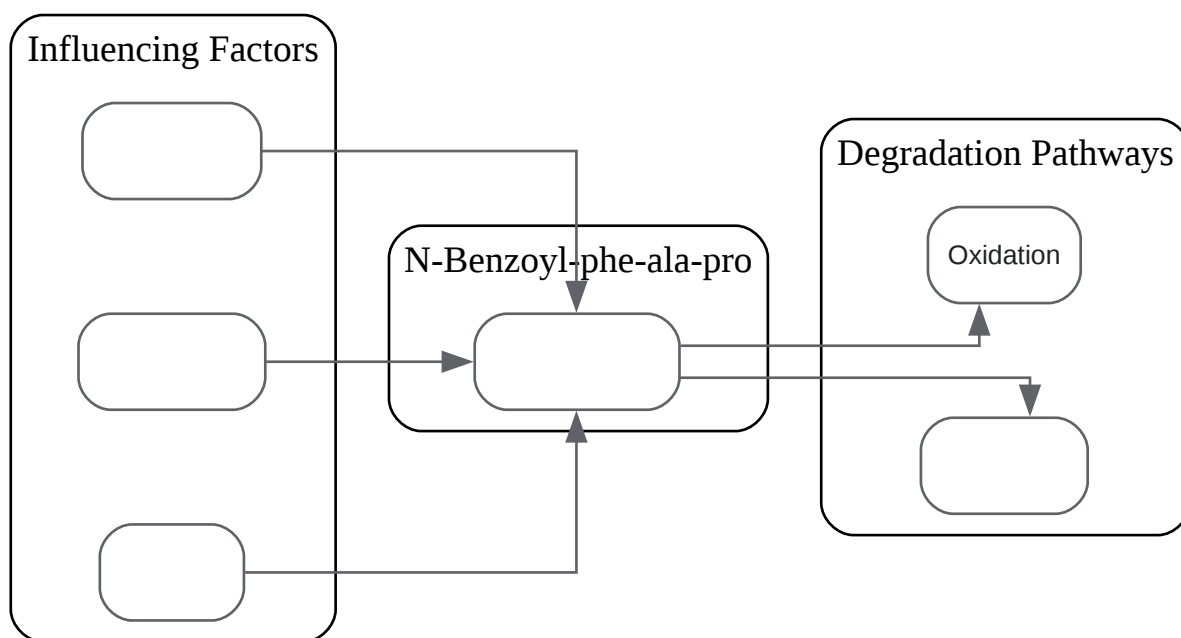 Influencing Factors
N-Benzoyl-phe-ala-pro
Degradation Pathways
Oxidation